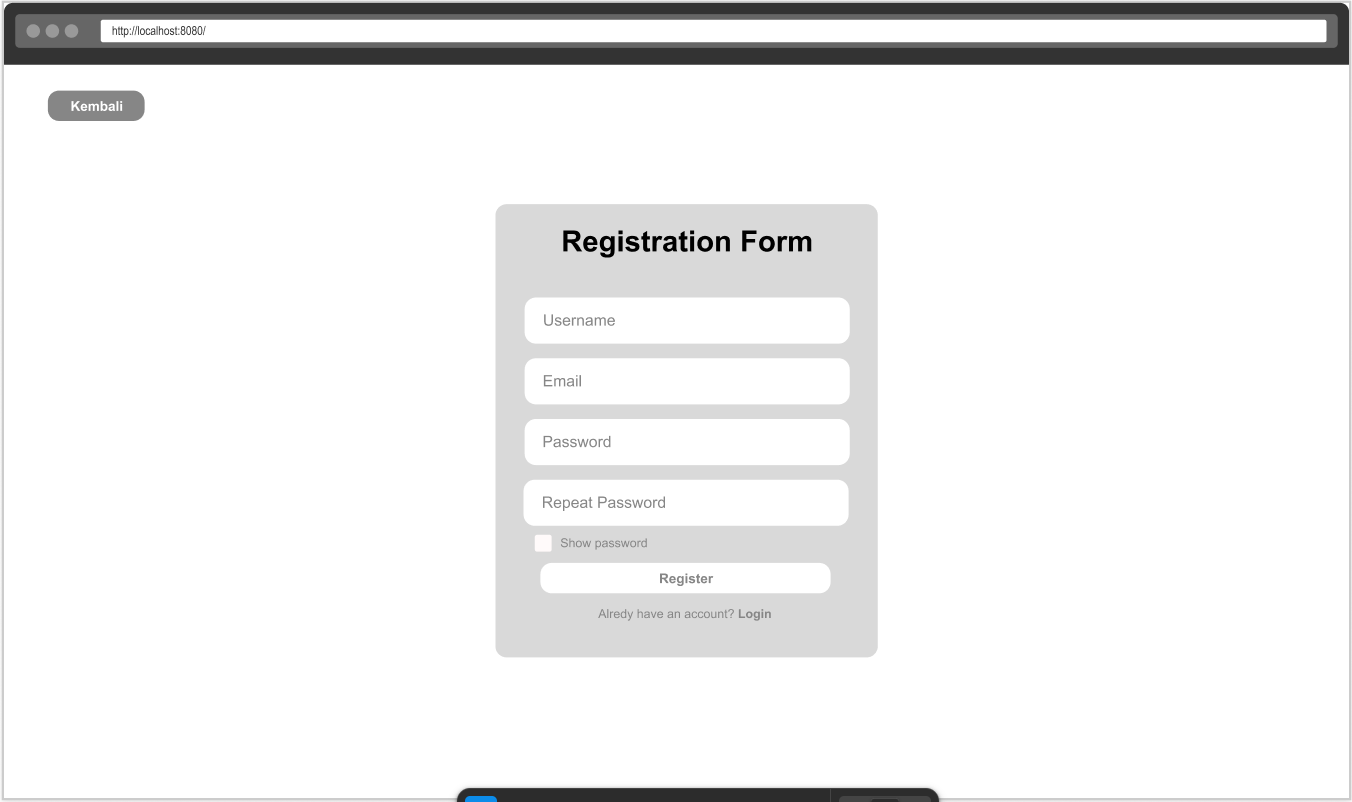 http://localhost:8080/
Kembali
Registration Form
Username
Email
Password
Repeat Password
Show password
Register
Alredy have an account? Login